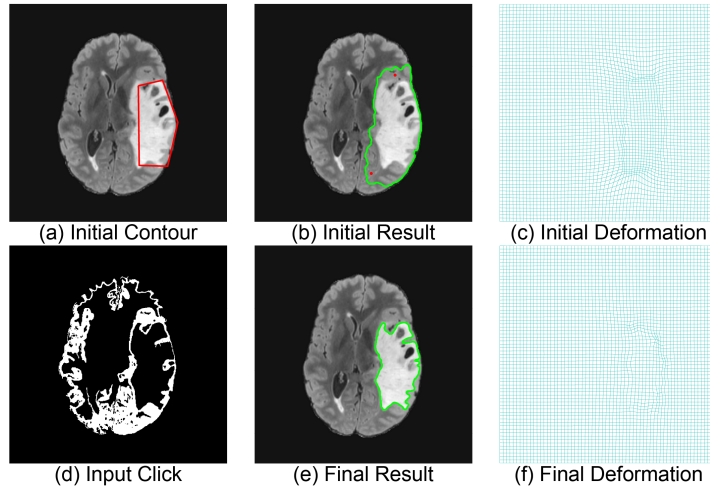 (a) Initial Contour
(b) Initial Result
(c) Initial Deformation
(d) Input Click
(e) Final Result
(f) Final Deformation